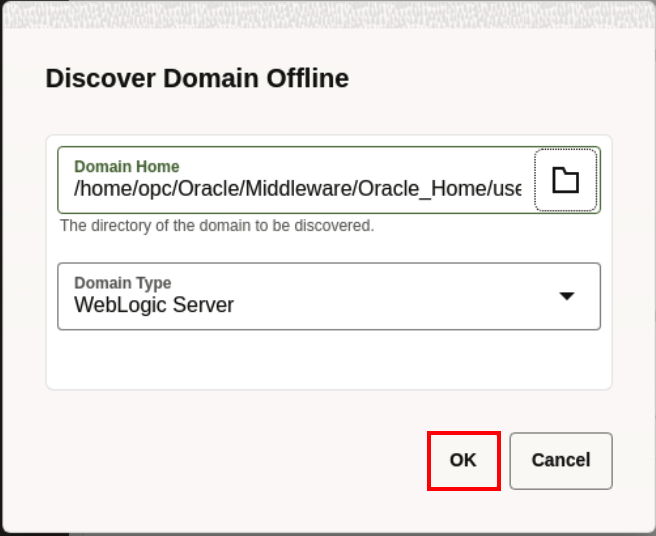 Discover Domain Offline
Domain Home
/home/opc/Oracle/Middleware/Oracle_Home/use
The directory of the domain to be discovered.
Domain Type
WebLogic Server
OK
Cancel